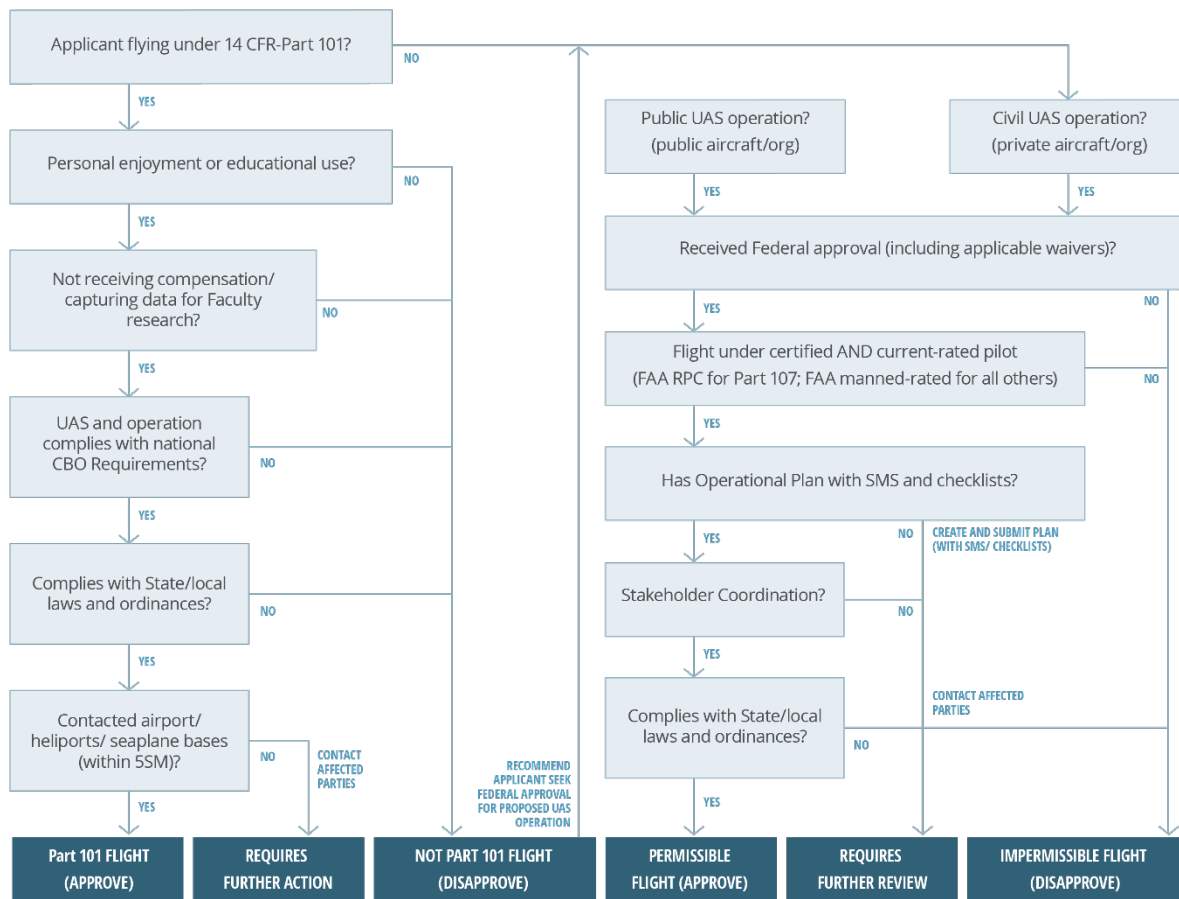 Applicant flying under 14 CFR-Part 101?
NO
YES
Personal enjoyment or educational use?
NO
YES
Not receiving compensation/
capturing data for Faculty
research?
NO
YES
UAS and operation
complies with national
CBO Requirements?
NO
YES
Complies with State/local
laws and ordinances?
NO
YES
Contacted airport/
heliports/ seaplane bases
(within 5SM)?
NO
CONTACT
AFFECTED
PARTIES
YES
RECOMMEND
APPLICANT SEEK
FEDERAL APPROVAL
FOR PROPOSED UAS
OPERATION
Public UAS operation?
(public aircraft/org)
YES
Civil UAS operation?
(private aircraft/org)
YES
Received Federal approval (including applicable waivers)?
NO
YES
Flight under certified AND current-rated pilot
(FAA RPC for Part 107; FAA manned-rated for all others)
NO
YES
Has Operational Plan with SMS and checklists?
NO
CREATE AND SUBMIT PLAN
(WITH SMS/ CHECKLISTS)
YES
Stakeholder Coordination?
NO
YES
CONTACT AFFECTED
PARTIES
Complies with State/local
laws and ordinances?
NO
YES
Part 101 FLIGHT
(APPROVE)
REQUIRES
FURTHER ACTION
NOT PART 101 FLIGHT
(DISAPPROVE)
PERMISSIBLE
FLIGHT (APPROVE)
REQUIRES
FURTHER REVIEW
IMPERMISSIBLE FLIGHT
(DISAPPROVE)